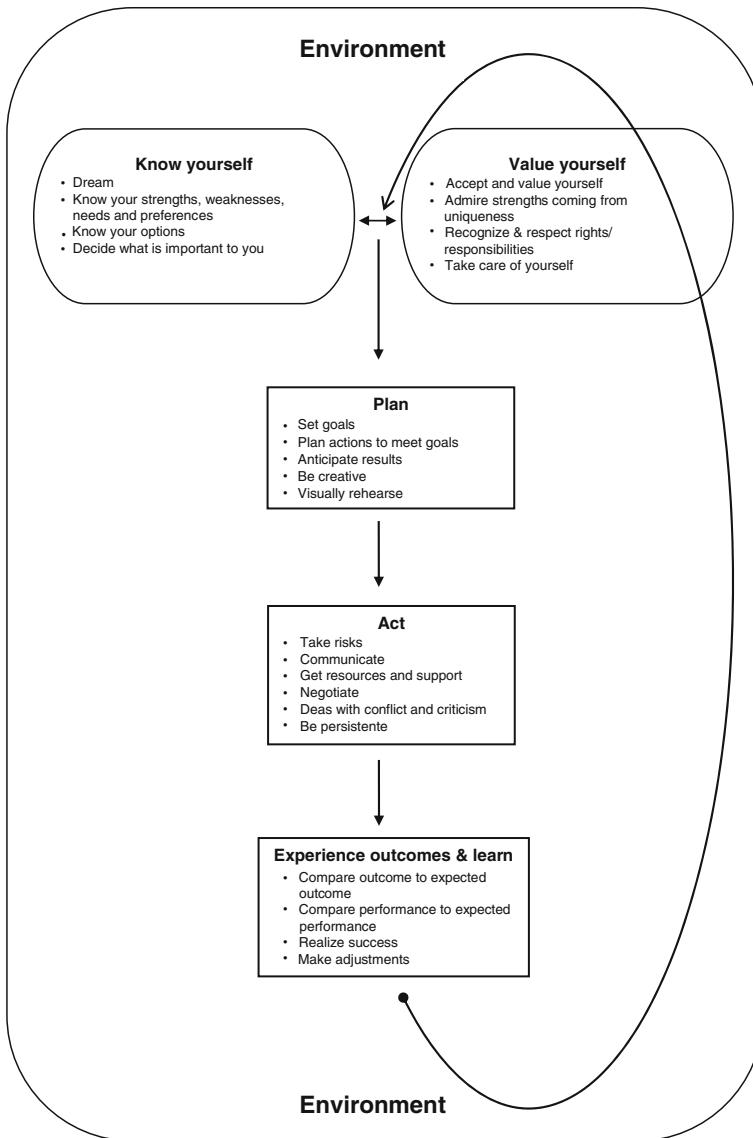 Environment
Know yourself
• Dream
• Know your strengths, weaknesses,
needs and preferences
• Know your options
• Decide what is important to you
Value yourself
• Accept and value yourself
• Admire strengths coming from
uniqueness
• Recognize & respect rights/
responsibilities
• Take care of yourself
Plan
• Set goals
• Plan actions to meet goals
• Anticipate results
• Be creative
• Visually rehearse
Act
• Take risks
• Communicate
• Get resources and support
• Negotiate
• Deas with conflict and criticism
• Be persistente
Experience outcomes & learn
• Compare outcome to expected
outcome
• Compare performance to expected
performance
• Realize success
• Make adjustments
Environment